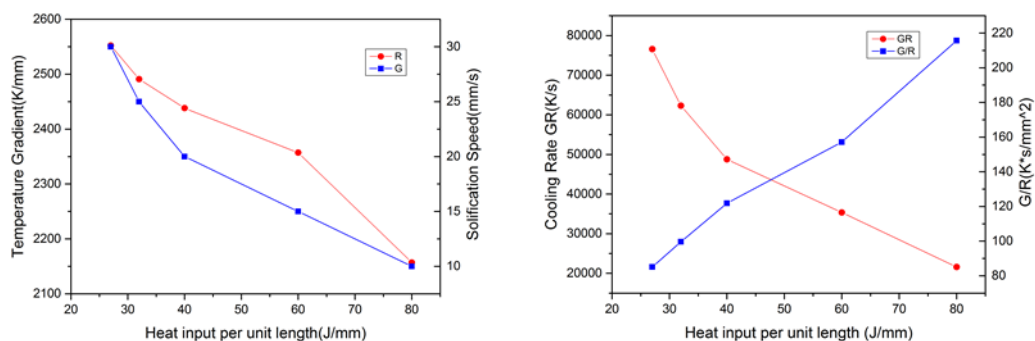 2600
2500
2400
2300
2200
2100
Temperature Gradient(K/mm)
R
G
30
25
20
15
10
Solification Speed(mm/s)
20 30 40 50 60 70 80
Heat input per unit length(J/mm)
80000
70000
60000
50000
40000
30000
20000
Cooling Rate GR(K/s)
GR
G/R
220
200
180
160
140
120
100
80
G/R(K*s/mm^2)
20 30 40 50 60 70 80
Heat input per unit length (J/mm)